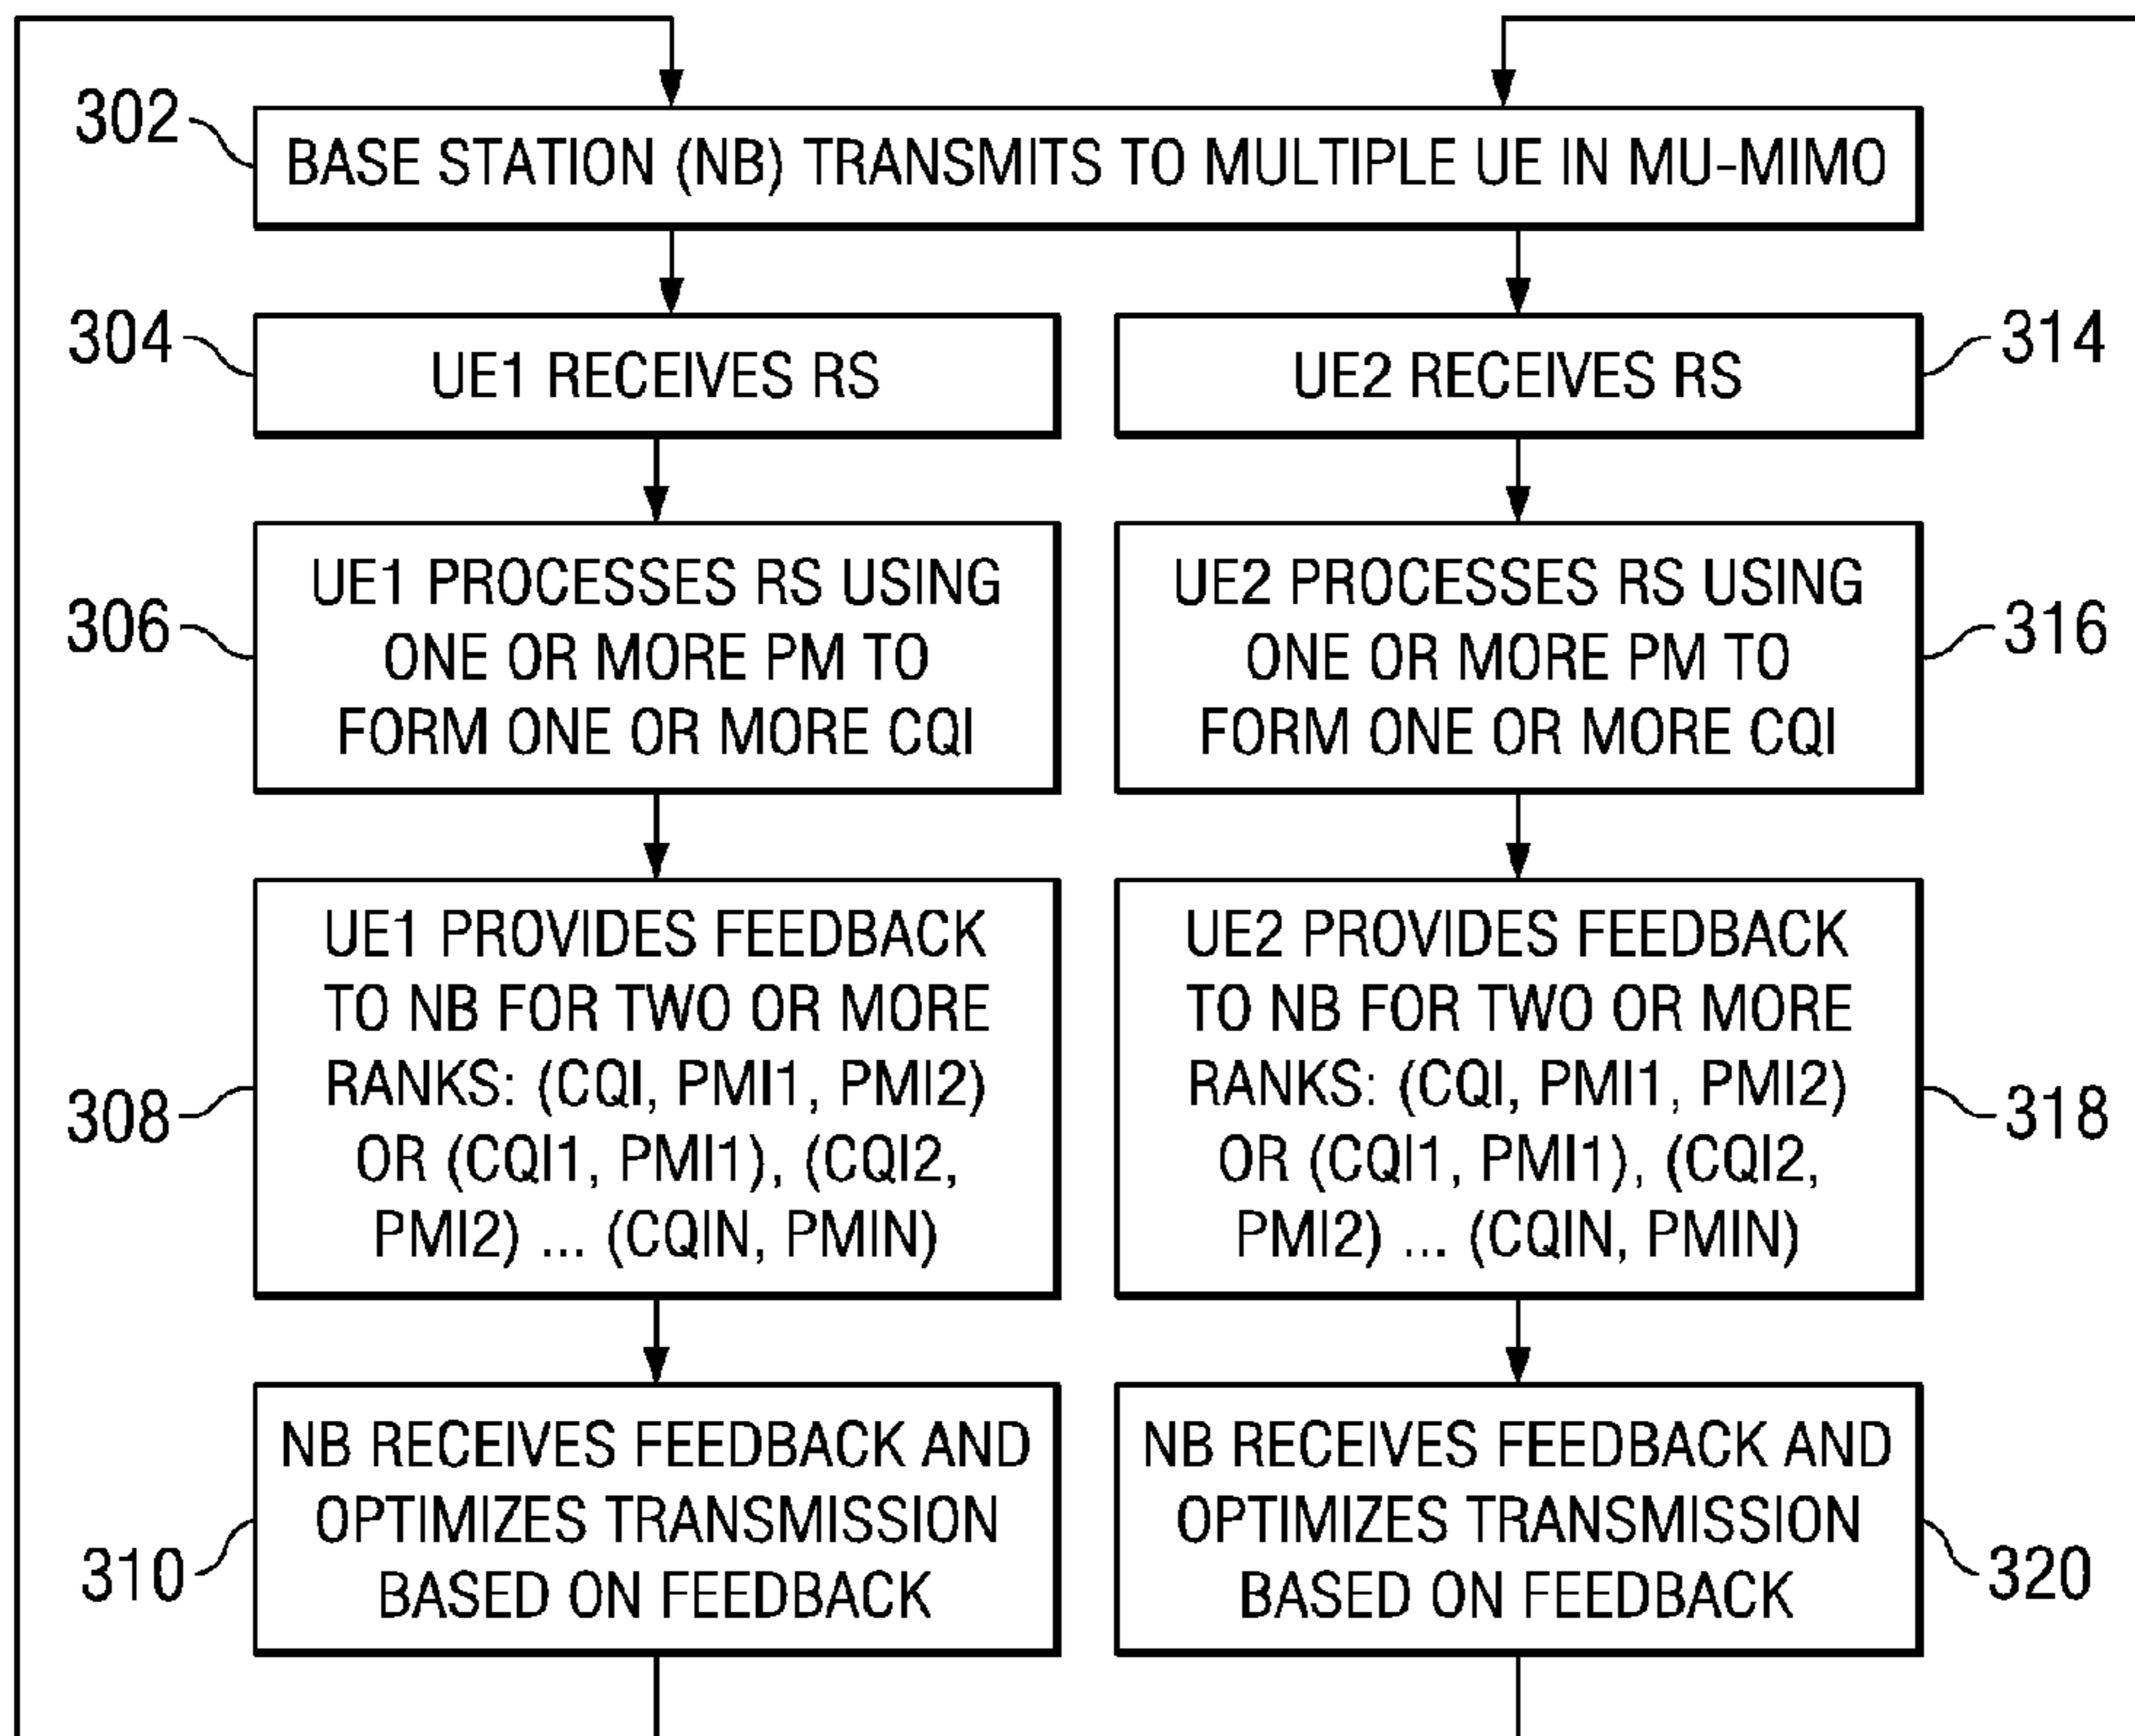 302
BASE STATION (NB) TRANSMITS TO MULTIPLE UE IN MU-MIMO
304
UE1 RECEIVES RS
UE2 RECEIVES RS
314
306
UE1 PROCESSES RS USING
ONE OR MORE PM TO
FORM ONE OR MORE CQI
UE2 PROCESSES RS USING
ONE OR MORE PM TO
FORM ONE OR MORE CQI
316
308
UE1 PROVIDES FEEDBACK
TO NB FOR TWO OR MORE
RANKS: (CQI, PMI1, PMI2)
OR (CQI1, PMI1), (CQI2,
PMI2) ... (CQIN, PMIN)
UE2 PROVIDES FEEDBACK
TO NB FOR TWO OR MORE
RANKS: (CQI, PMI1, PMI2)
OR (CQI1, PMI1), (CQI2,
PMI2) ... (CQIN, PMIN)
318
310
NB RECEIVES FEEDBACK AND
OPTIMIZES TRANSMISSION
BASED ON FEEDBACK
NB RECEIVES FEEDBACK AND
OPTIMIZES TRANSMISSION
BASED ON FEEDBACK
320